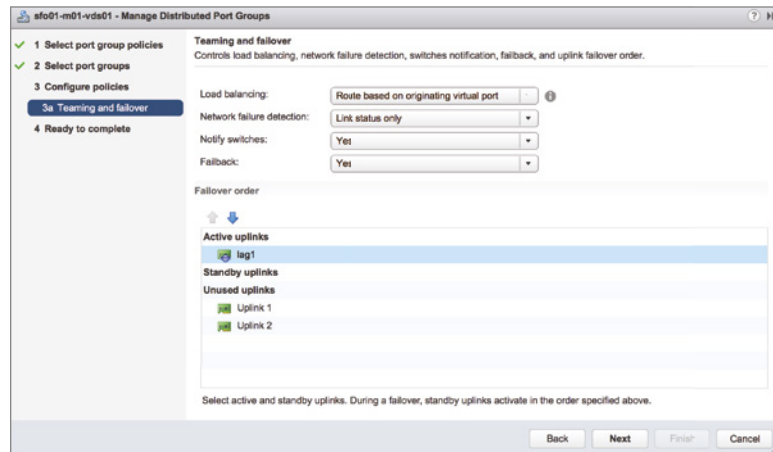 sfo01-m01-vds01 - Manage Distributed Port Groups
1 Select port group policies
2 Select port groups
3 Configure policies
3a Teaming and failover
4 Ready to complete
Teaming and failover
Controls load balancing, network failure detection, switches notification, failback, and uplink failover order.
Load balancing: Route based on originating virtual port
Network failure detection: Link status only
Notify switches: Yes
Failback: Yes
Failover order
Active uplinks
lag1
Standby uplinks
Unused uplinks
Uplink 1
Uplink 2
Select active and standby uplinks. During a failover, standby uplinks activate in the order specified above.
Back Next Finish Cancel